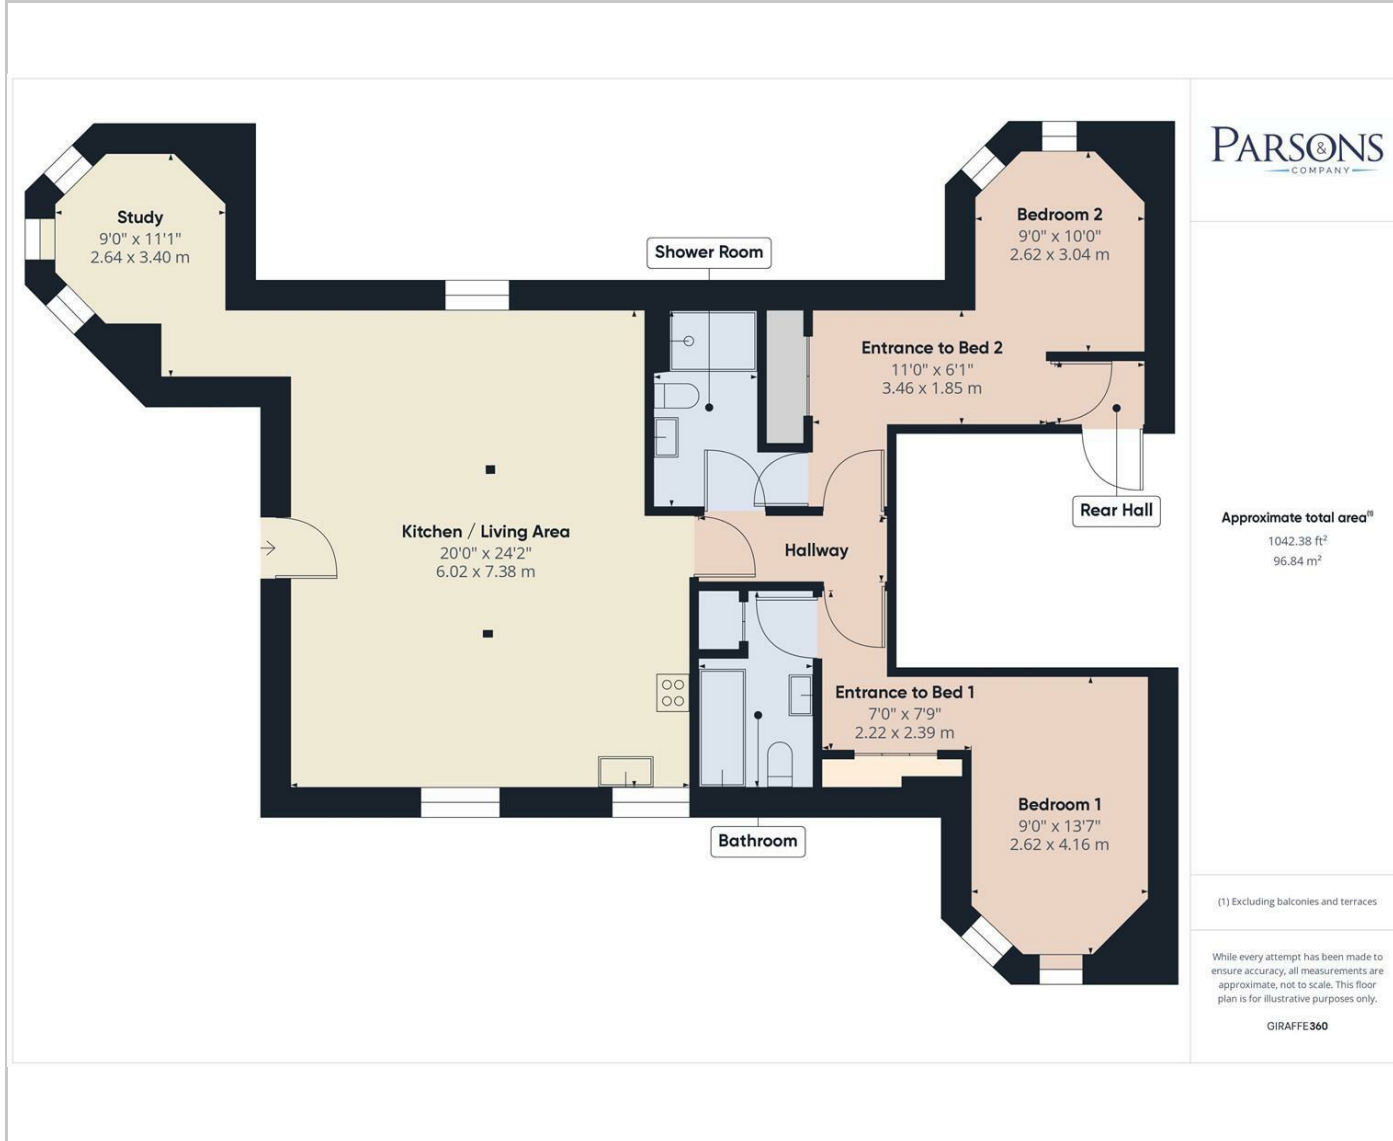 Study
9'0" x 11'1"
2.64 x 3.40 m
Shower Room
Bedroom 2
9'0" x 10'0"
2.62 x 3.04 m
Entrance to Bed 2
11'0" x 6'1"
3.46 x 1.85 m
Rear Hall
Kitchen / Living Area
20'0" x 24'2"
6.02 x 7.38 m
Hallway
Entrance to Bed 1
7'0" x 7'9"
2.22 x 2.39 m
Bedroom 1
9'0" x 13'7"
2.62 x 4.16 m
Bathroom
PARSONS &
COMPANY
Approximate total area⁽¹⁾
1042.38 ft²
96.84 m²
(1) Excluding balconies and terraces
While every attempt has been made to
ensure accuracy, all measurements are
approximate, not to scale. This floor
plan is for illustrative purposes only.
GIRAFFE360